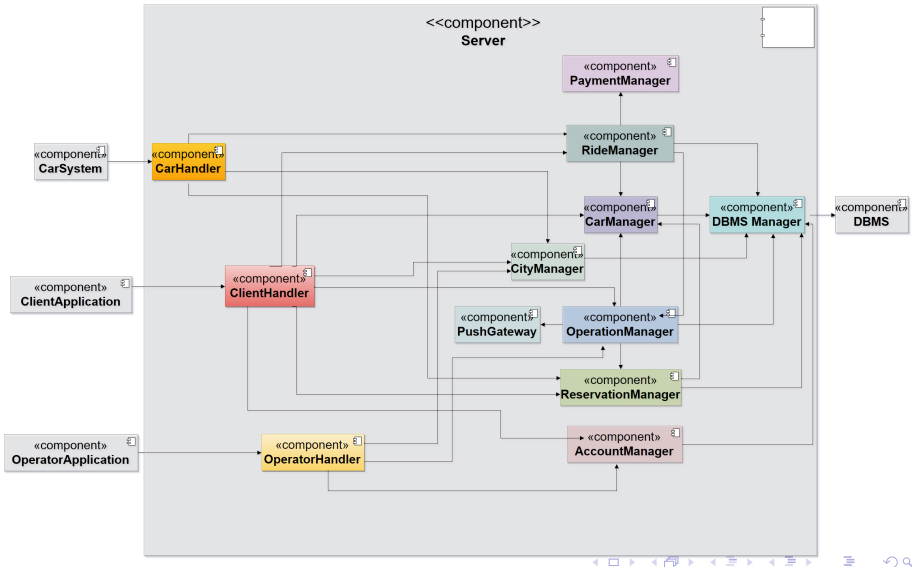 <<component>>
Server
«component»
PaymentManager
«component»
RideManager
«component»
CarSystem
«component»
CarHandler
«component»
CarManager
«component»
DBMS Manager
«component»
DBMS
«component»
CityManager
«component»
ClientHandler
«component»
ClientApplication
«component»
PushGateway
«component»
OperationManager
«component»
ReservationManager
«component»
OperatorApplication
«component»
OperatorHandler
«component»
AccountManager